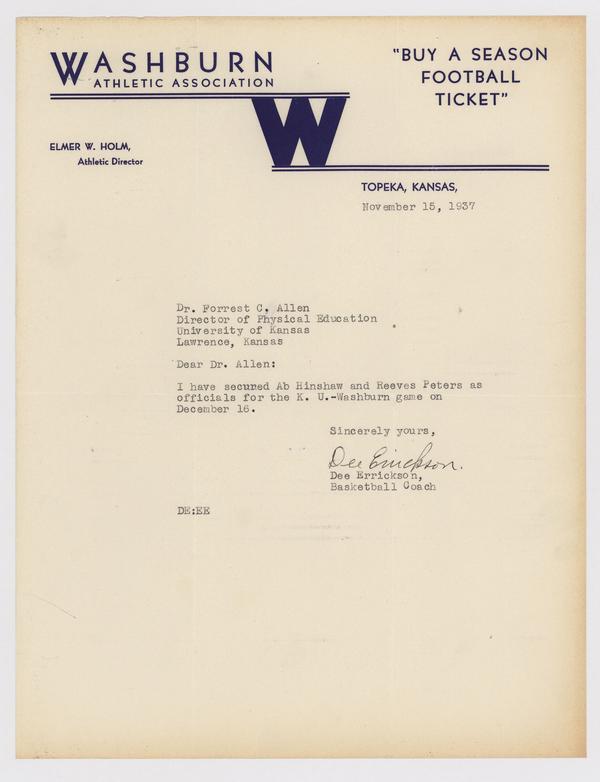 WASHBURN
ATHLETIC ASSOCIATION
"BUY A SEASON
FOOTBALL
TICKET"
W
ELMER W. HOLM,
Athletic Director
TOPEKA, KANSAS,
November 15, 1937
Dr. Forrest C. Allen
Director of Physical Education
University of Kansas
Lawrence, Kansas
Dear Dr. Allen:
I have secured Ab Hinshaw and Reeves Peters as
officials for the K. U.-Washburn game on
December 16.
Sincerely yours,
Dee Errickson.
Dee Errickson,
Basketball Coach
DE:EE